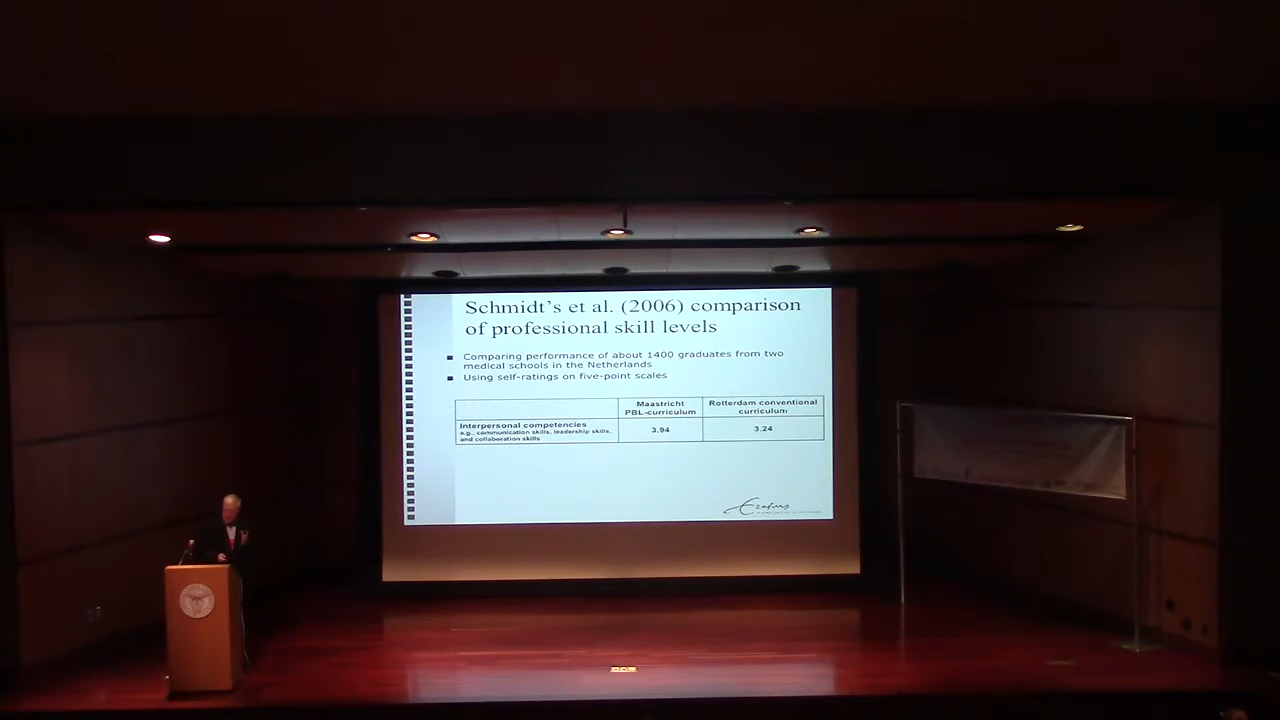 Schmidt's et al. (2006) comparison
of professional skill levels
Comparing performance of about 1400 graduates from two
medical schools in the Netherlands
Using self-ratings on five-point scales
Maastricht
PBL-curriculum
Rotterdam conventional
curriculum
Interpersonal competencies
e.g., communication skills, leadership skills,
and collaboration skills
3.94
3.24
Erasmus